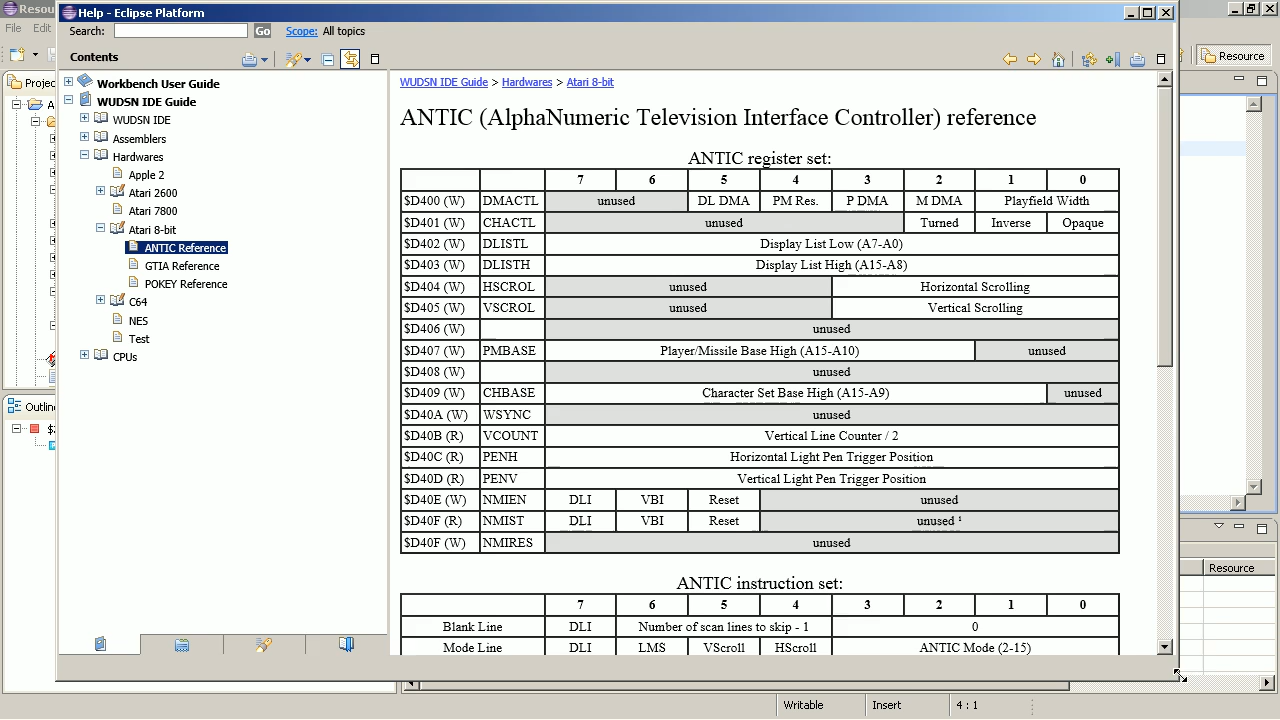 Resou
Help - Eclipse Platform
File Edit
Search: Go Scope: All topics
Contents
Resource
Projec
Workbench User Guide
WUDSN IDE Guide
WUDSN IDE
Assemblers
Hardwares
Apple 2
Atari 2600
Atari 7800
Atari 8-bit
ANTIC Reference
GTIA Reference
POKEY Reference
C64
NES
Test
CPUs
Outline
WUDSN IDE Guide > Hardwares > Atari 8-bit
ANTIC (AlphaNumeric Television Interface Controller) reference
ANTIC register set:
7 6 5 4 3 2 1 0
$D400 (W) DMACTL unused DL DMA PM Res. P DMA M DMA Playfield Width
$D401 (W) CHACTL unused Turned Inverse Opaque
$D402 (W) DLISTL Display List Low (A7-A0)
$D403 (W) DLISTH Display List High (A15-A8)
$D404 (W) HSCROL unused Horizontal Scrolling
$D405 (W) VSCROL unused Vertical Scrolling
$D406 (W) unused
$D407 (W) PMBASE Player/Missile Base High (A15-A10) unused
$D408 (W) unused
$D409 (W) CHBASE Character Set Base High (A15-A9) unused
$D40A (W) WSYNC unused
$D40B (R) VCOUNT Vertical Line Counter / 2
$D40C (R) PENH Horizontal Light Pen Trigger Position
$D40D (R) PENV Vertical Light Pen Trigger Position
$D40E (W) NMIEN DLI VBI Reset unused
$D40F (R) NMIST DLI VBI Reset unused ¹
$D40F (W) NMIRES unused
ANTIC instruction set:
7 6 5 4 3 2 1 0
Blank Line DLI Number of scan lines to skip - 1 0
Mode Line DLI LMS VScroll HScroll ANTIC Mode (2-15)
Resource
Writable Insert 4 : 1